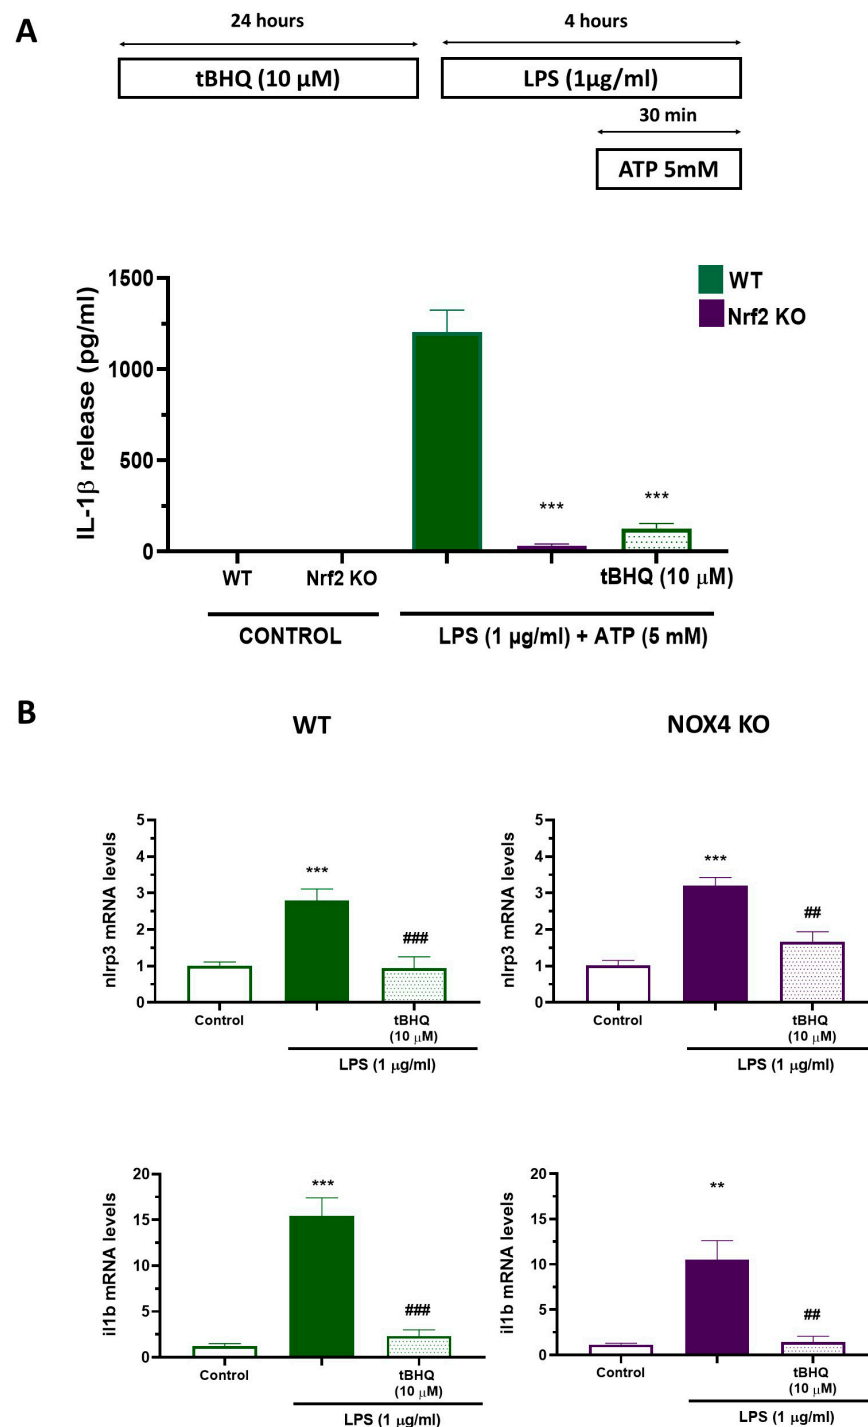 A
24 hours
4 hours
tBHQ (10 µM)
LPS (1µg/ml)
30 min
ATP 5mM
IL-1β release (pg/ml)
1500
1000
500
0
WT
Nrf2 KO
***
***
WT
Nrf2 KO
tBHQ (10 µM)
CONTROL
LPS (1 µg/ml) + ATP (5 mM)
B
WT
NOX4 KO
nlrp3 mRNA levels
5
4
3
2
1
0
***
###
Control
tBHQ
(10 µM)
LPS (1 µg/ml)
nlrp3 mRNA levels
5
4
3
2
1
0
***
##
Control
tBHQ
(10 µM)
LPS (1 µg/ml)
il1b mRNA levels
20
15
10
5
0
***
###
Control
tBHQ
(10 µM)
LPS (1 µg/ml)
il1b mRNA levels
20
15
10
5
0
**
##
Control
tBHQ
(10 µM)
LPS (1 µg/ml)